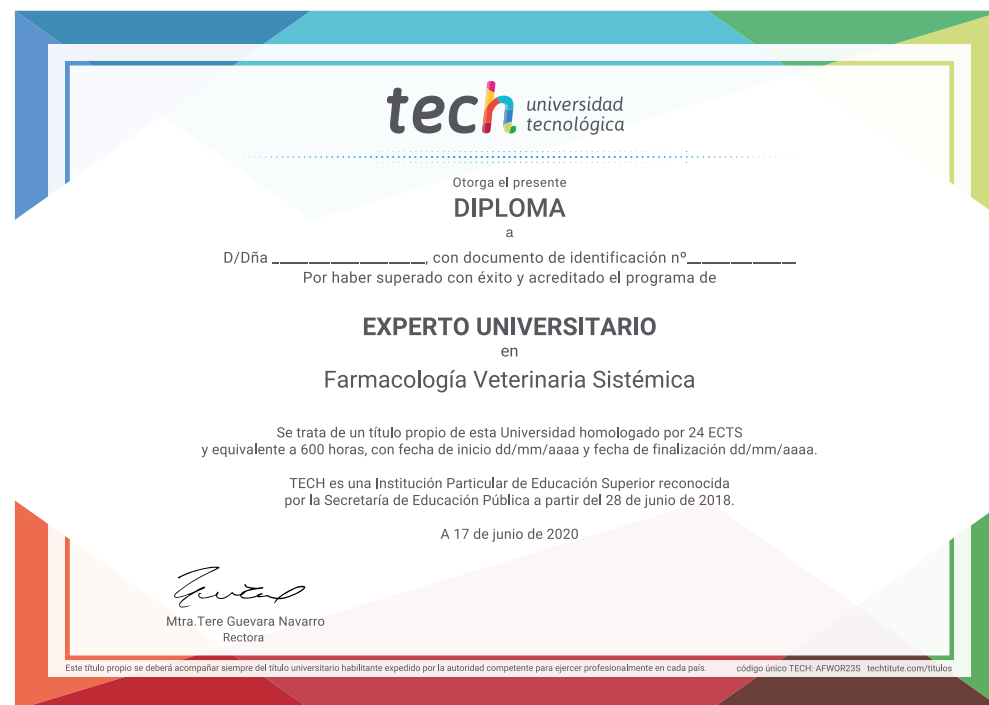 tech universidad
tecnológica
Otorga el presente
DIPLOMA
a
D/Dña ____________________, con documento de identificación nº______________
Por haber superado con éxito y acreditado el programa de
EXPERTO UNIVERSITARIO
en
Farmacología Veterinaria Sistémica
Se trata de un título propio de esta Universidad homologado por 24 ECTS
y equivalente a 600 horas, con fecha de inicio dd/mm/aaaa y fecha de finalización dd/mm/aaaa.
TECH es una Institución Particular de Educación Superior reconocida
por la Secretaría de Educación Pública a partir del 28 de junio de 2018.
A 17 de junio de 2020
Mtra.Tere Guevara Navarro
Rectora
Este título propio se deberá acompañar siempre del título universitario habilitante expedido por la autoridad competente para ejercer profesionalmente en cada país. código único TECH: AFWOR23S techtitute.com/títulos